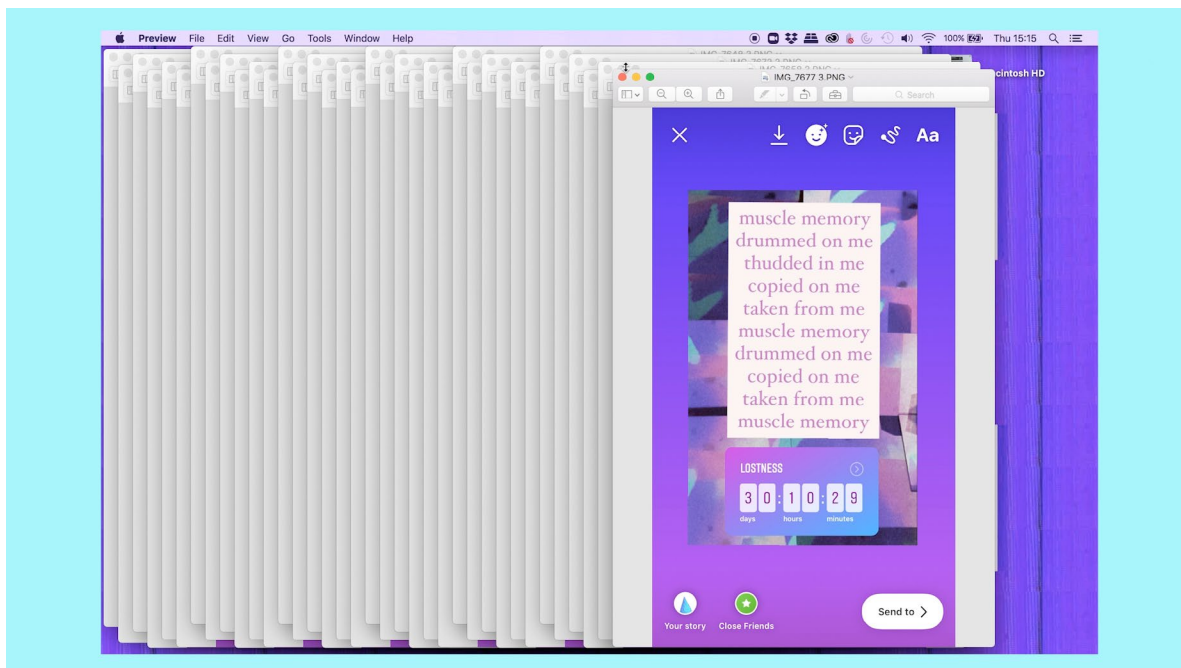 Preview File Edit View Go Tools Window Help
100% Thu 15:15
IMG_7677 3.PNG
cintosh HD
Search
Aa
muscle memory
drummed on me
thudded in me
copied on me
taken from me
muscle memory
drummed on me
copied on me
taken from me
muscle memory
LOSTNESS
30:10:29
days hours minutes
Your story Close Friends
Send to